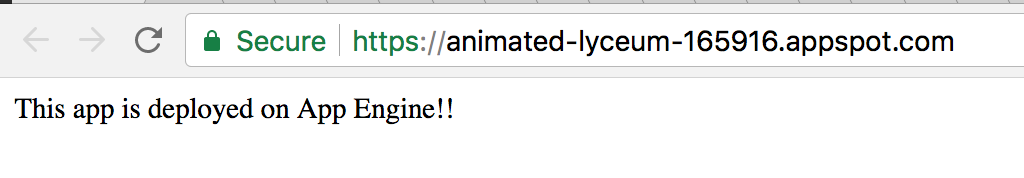 Secure https://animated-lyceum-165916.appspot.com
This app is deployed on App Engine!!